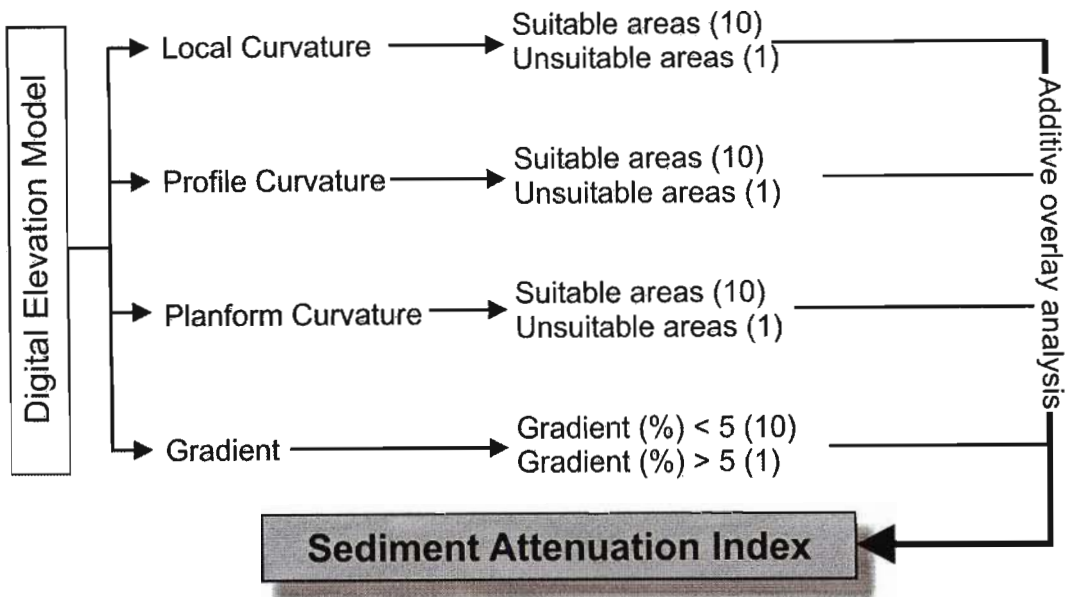 Digital Elevation Model
Local Curvature
Suitable areas (10)
Unsuitable areas (1)
Profile Curvature
Suitable areas (10)
Unsuitable areas (1)
Planform Curvature
Suitable areas (10)
Unsuitable areas (1)
Gradient
Gradient (%) < 5 (10)
Gradient (%) > 5 (1)
Additive overlay analysis
Sediment Attenuation Index